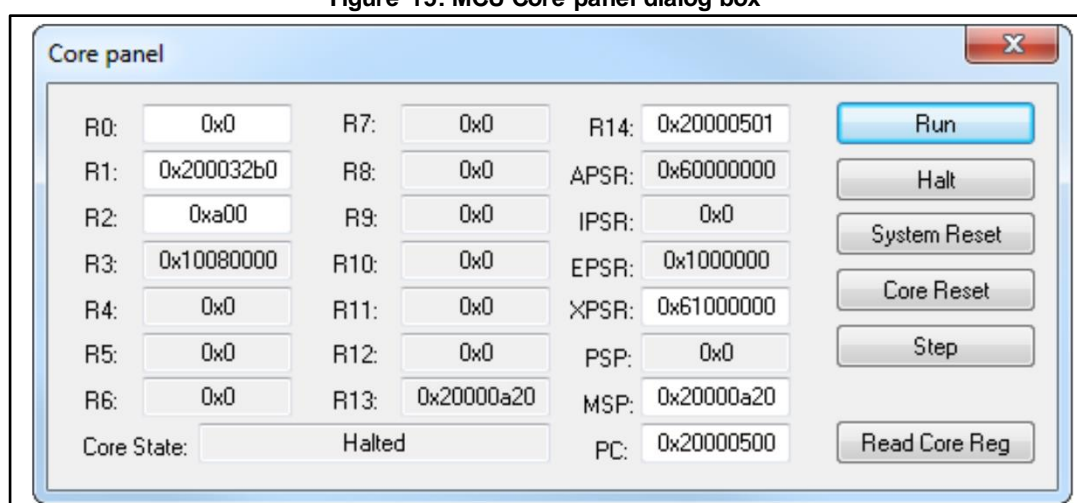 Figure 15: MCU Core panel dialog box
Core panel
R0: 0x0 R7: 0x0 R14: 0x20000501 Run
R1: 0x200032b0 R8: 0x0 APSR: 0x60000000 Halt
R2: 0xa00 R9: 0x0 IPSR: 0x0 System Reset
R3: 0x10080000 R10: 0x0 EPSR: 0x1000000 Core Reset
R4: 0x0 R11: 0x0 XPSR: 0x61000000
R5: 0x0 R12: 0x0 PSP: 0x0 Step
R6: 0x0 R13: 0x20000a20 MSP: 0x20000a20
Core State: Halted PC: 0x20000500 Read Core Reg